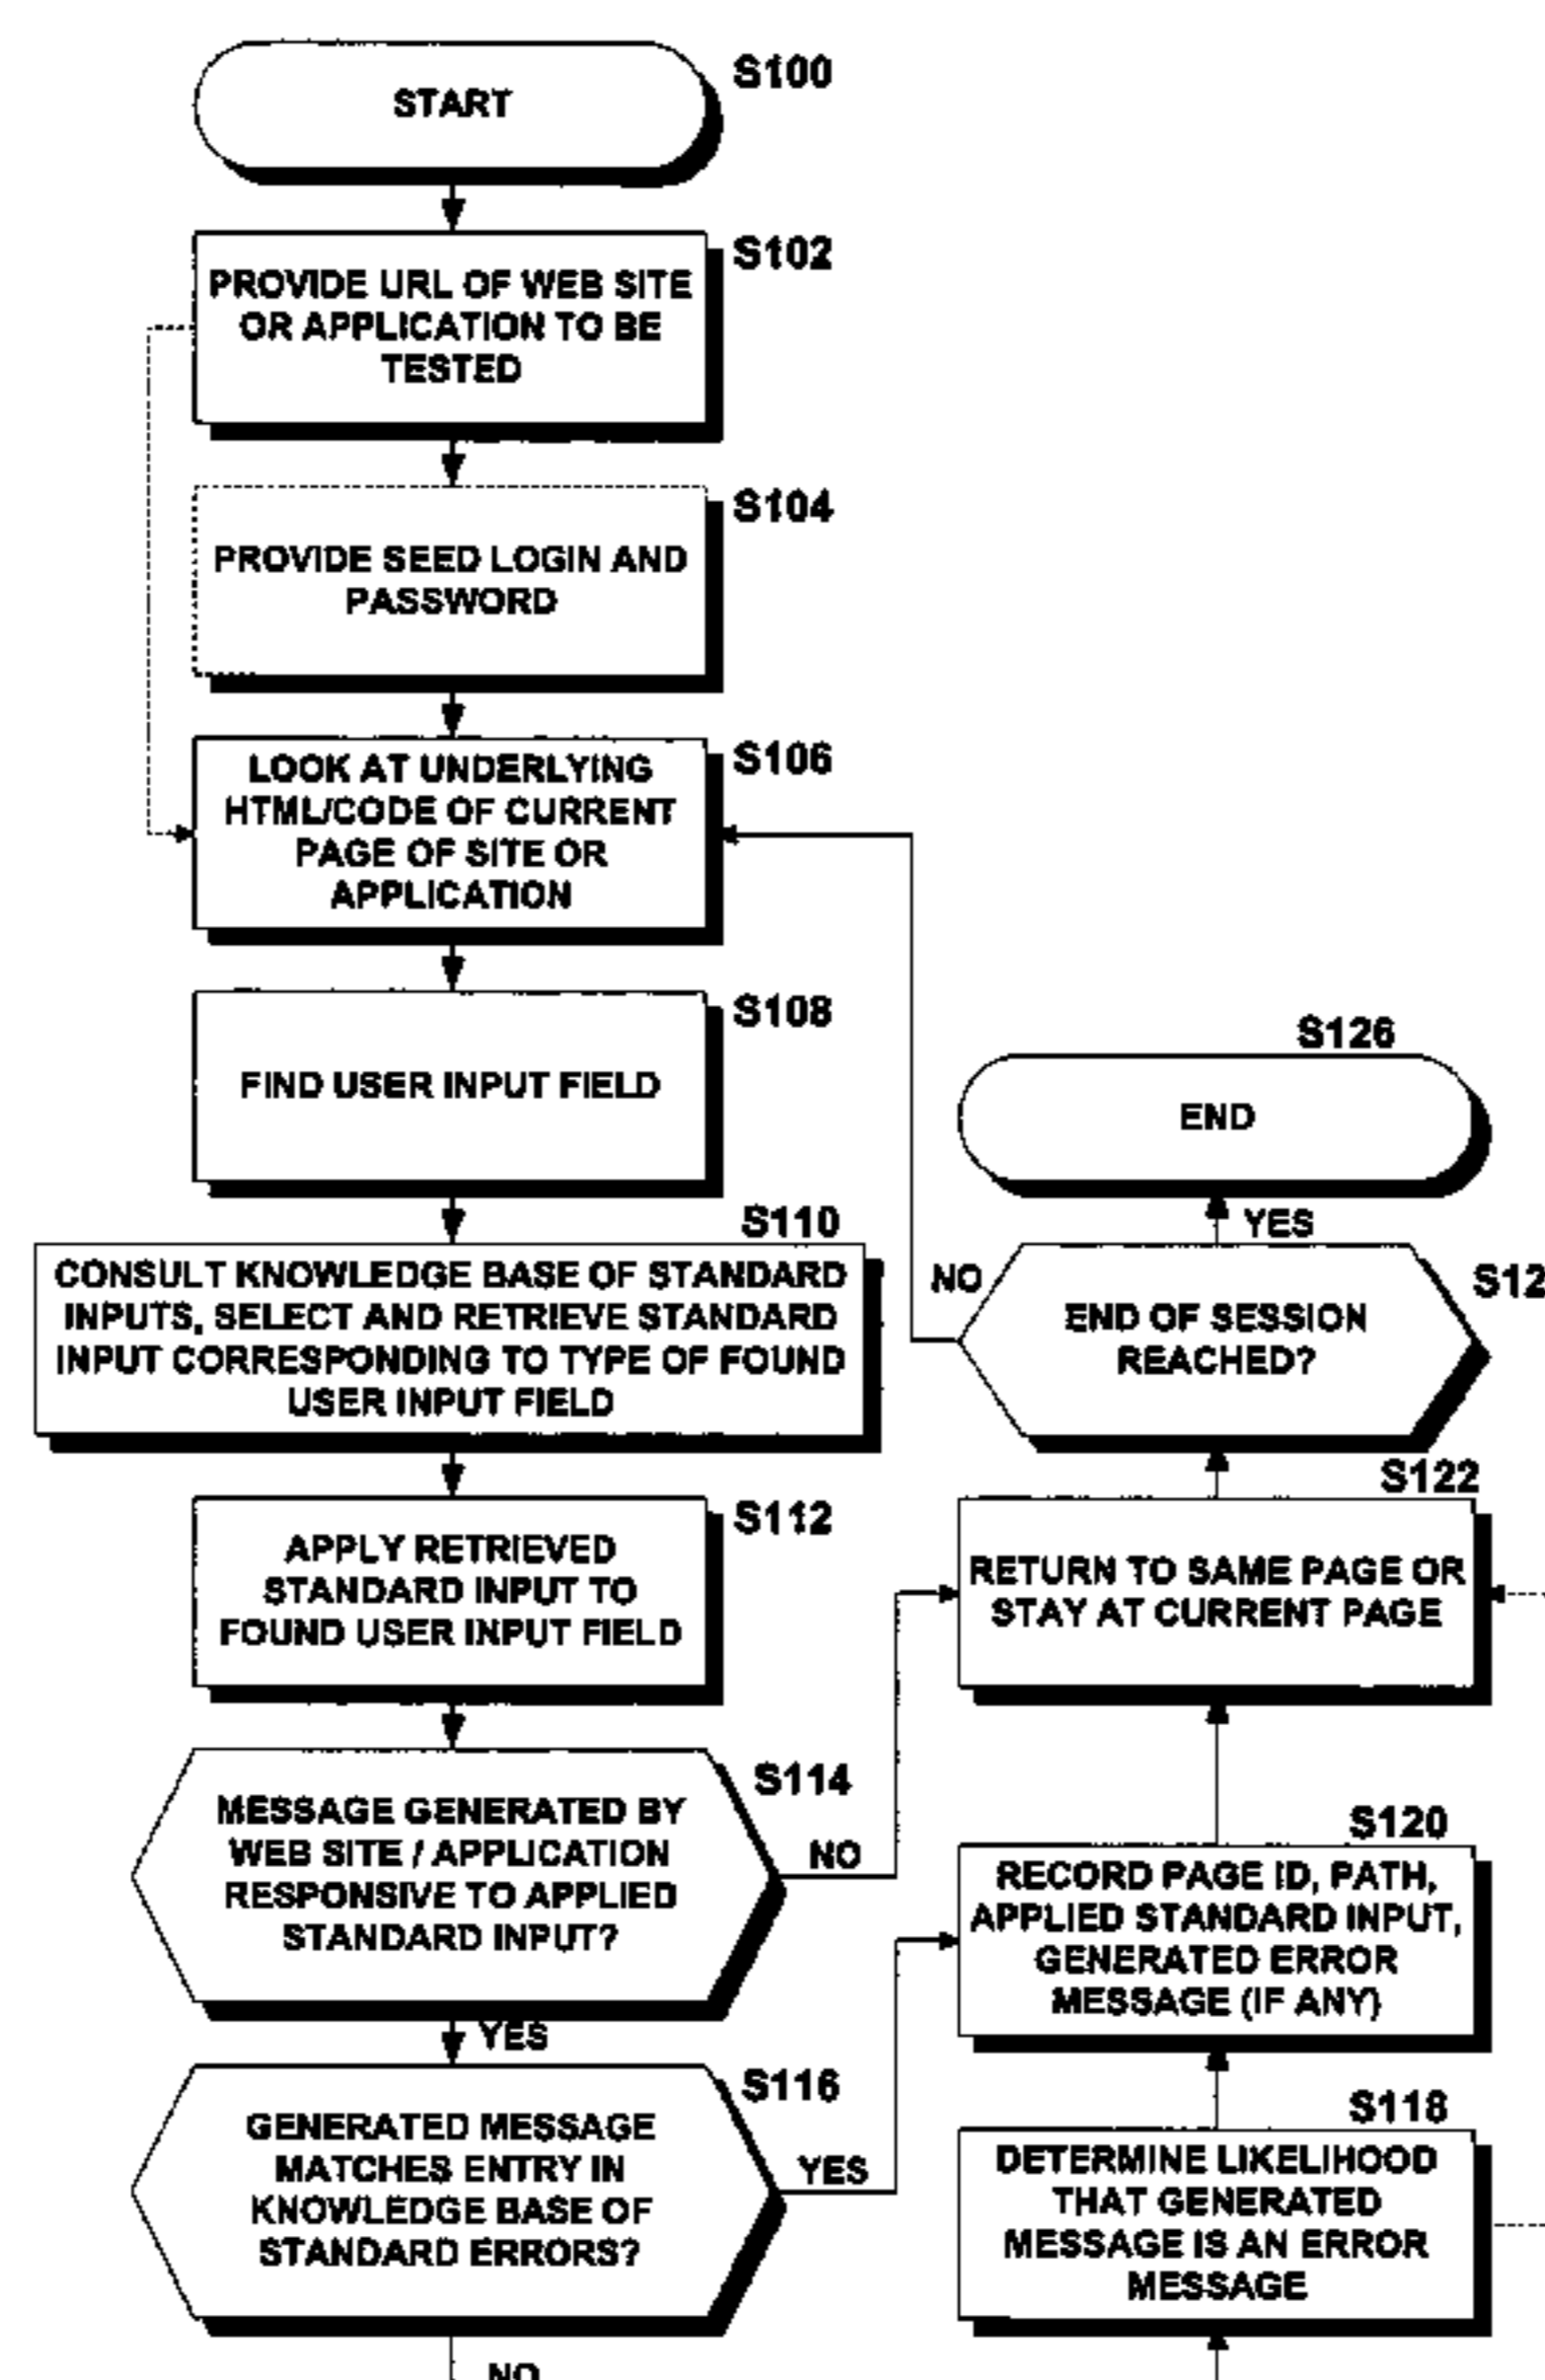 START
S100
PROVIDE URL OF WEB SITE
OR APPLICATION TO BE
TESTED
S102
PROVIDE SEED LOGIN AND
PASSWORD
S104
LOOK AT UNDERLYING
HTML/CODE OF CURRENT
PAGE OF SITE OR
APPLICATION
S106
FIND USER INPUT FIELD
S108
S110
CONSULT KNOWLEDGE BASE OF STANDARD
INPUTS, SELECT AND RETRIEVE STANDARD
INPUT CORRESPONDING TO TYPE OF FOUND
USER INPUT FIELD
APPLY RETRIEVED
STANDARD INPUT TO
FOUND USER INPUT FIELD
S112
MESSAGE GENERATED BY
WEB SITE / APPLICATION
RESPONSIVE TO APPLIED
STANDARD INPUT?
S114
NO
YES
GENERATED MESSAGE
MATCHES ENTRY IN
KNOWLEDGE BASE OF
STANDARD ERRORS?
S116
YES
NO
S126
END
YES
NO
END OF SESSION
REACHED?
S12
S122
RETURN TO SAME PAGE OR
STAY AT CURRENT PAGE
S120
RECORD PAGE ID, PATH,
APPLIED STANDARD INPUT,
GENERATED ERROR
MESSAGE (IF ANY)
S118
DETERMINE LIKELIHOOD
THAT GENERATED
MESSAGE IS AN ERROR
MESSAGE